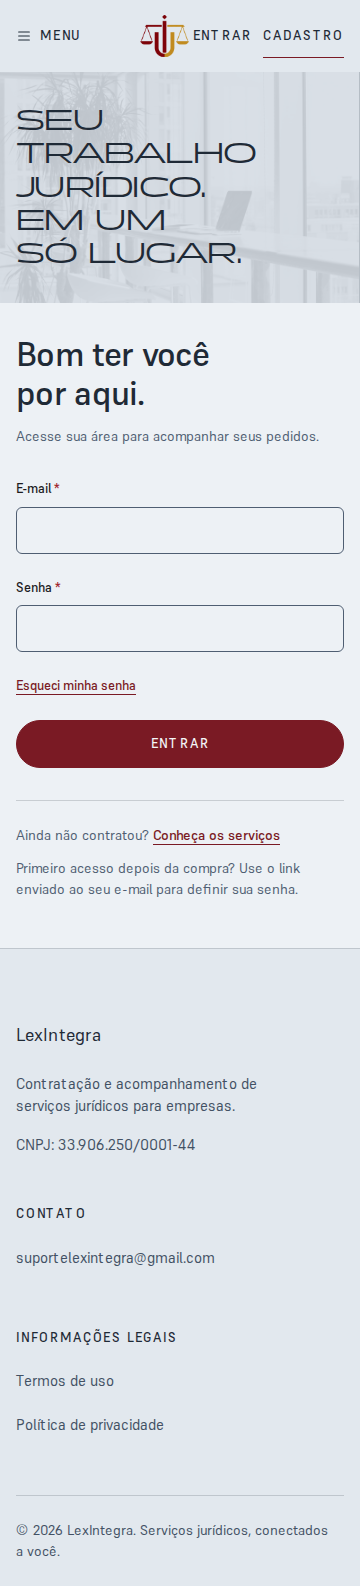 MENU
ENTRAR
CADASTRO
SEU
TRABALHO
JURÍDICO.
EM UM
SÓ LUGAR.
Bom ter você
por aqui.
Acesse sua área para acompanhar seus pedidos.
E-mail *
Senha *
Esqueci minha senha
ENTRAR
Ainda não contratou? Conheça os serviços
Primeiro acesso depois da compra? Use o link
enviado ao seu e-mail para definir sua senha.
LexIntegra
Contratação e acompanhamento de
serviços jurídicos para empresas.
CNPJ: 33.906.250/0001-44
CONTATO
suportelexintegra@gmail.com
INFORMAÇÕES LEGAIS
Termos de uso
Política de privacidade
© 2026 LexIntegra. Serviços jurídicos, conectados
a você.